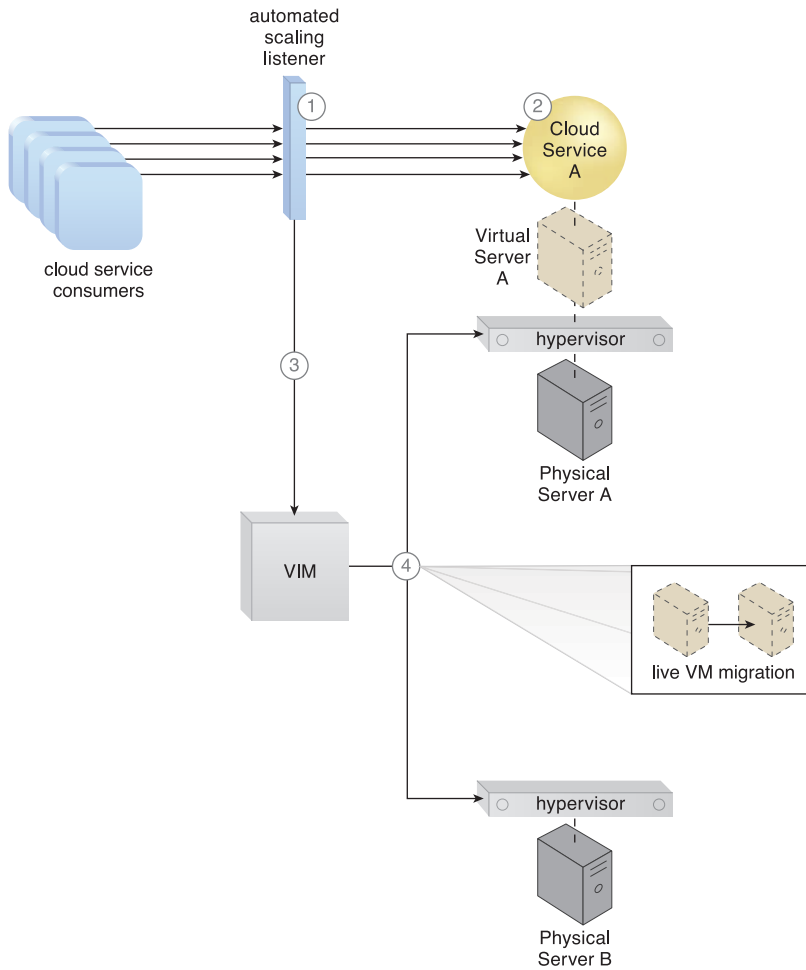 automated
scaling
listener
1
2
Cloud
Service
A
cloud service
consumers
Virtual
Server
A
hypervisor
3
Physical
Server A
VIM
4
live VM migration
hypervisor
Physical
Server B